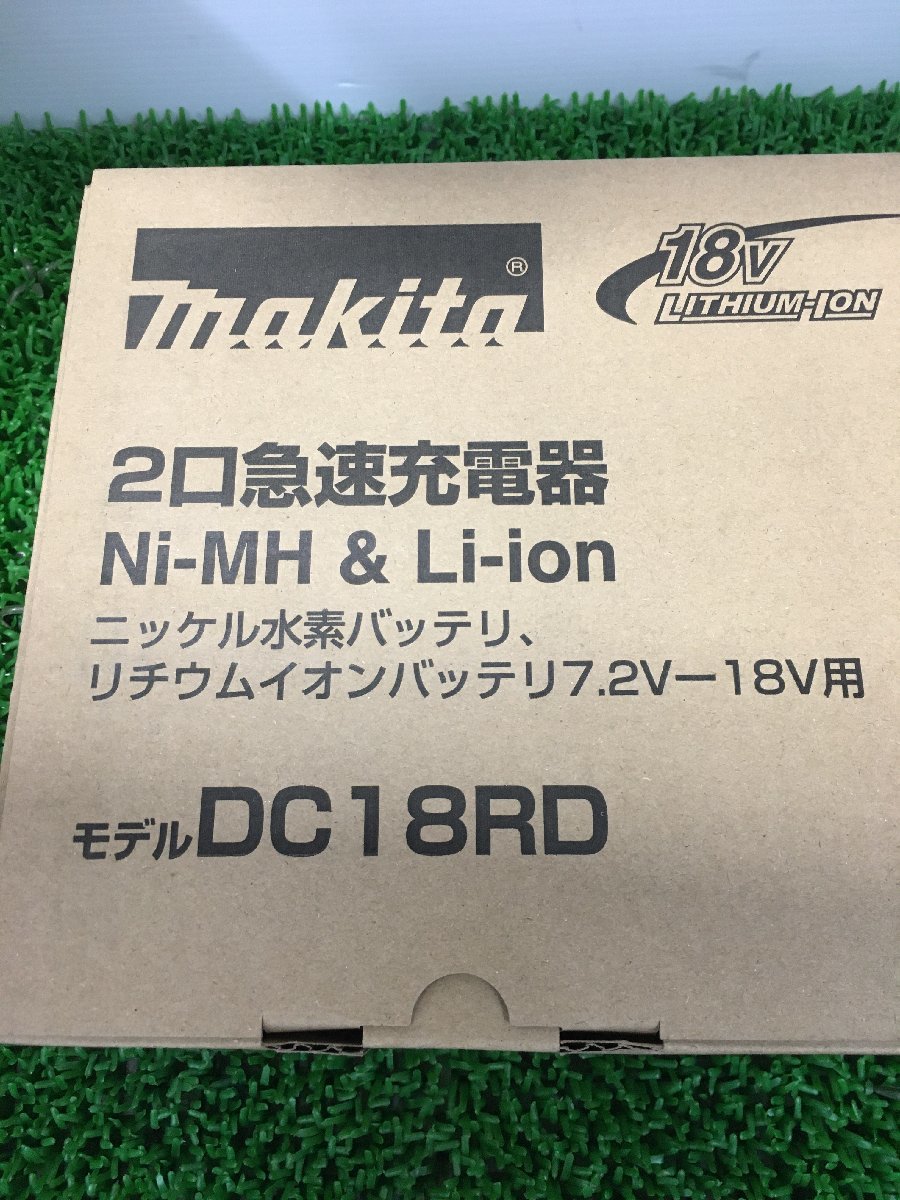 makita®
18V
LITHIUM-ION
2口急速充電器
Ni-MH & Li-ion
ニッケル水素バッテリ、
リチウムイオンバッテリ7.2V－18V用
モデルDC18RD